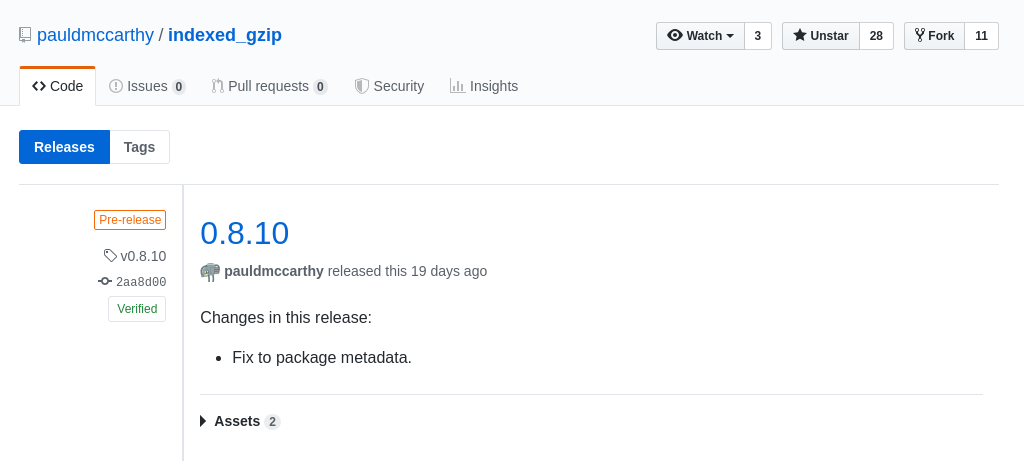 pauldmccarthy / indexed_gzip
Watch 3 Unstar 28 Fork 11
Code Issues 0 Pull requests 0 Security Insights
Releases Tags
Pre-release
v0.8.10
2aa8d00
Verified
0.8.10
pauldmccarthy released this 19 days ago
Changes in this release:
• Fix to package metadata.
Assets 2